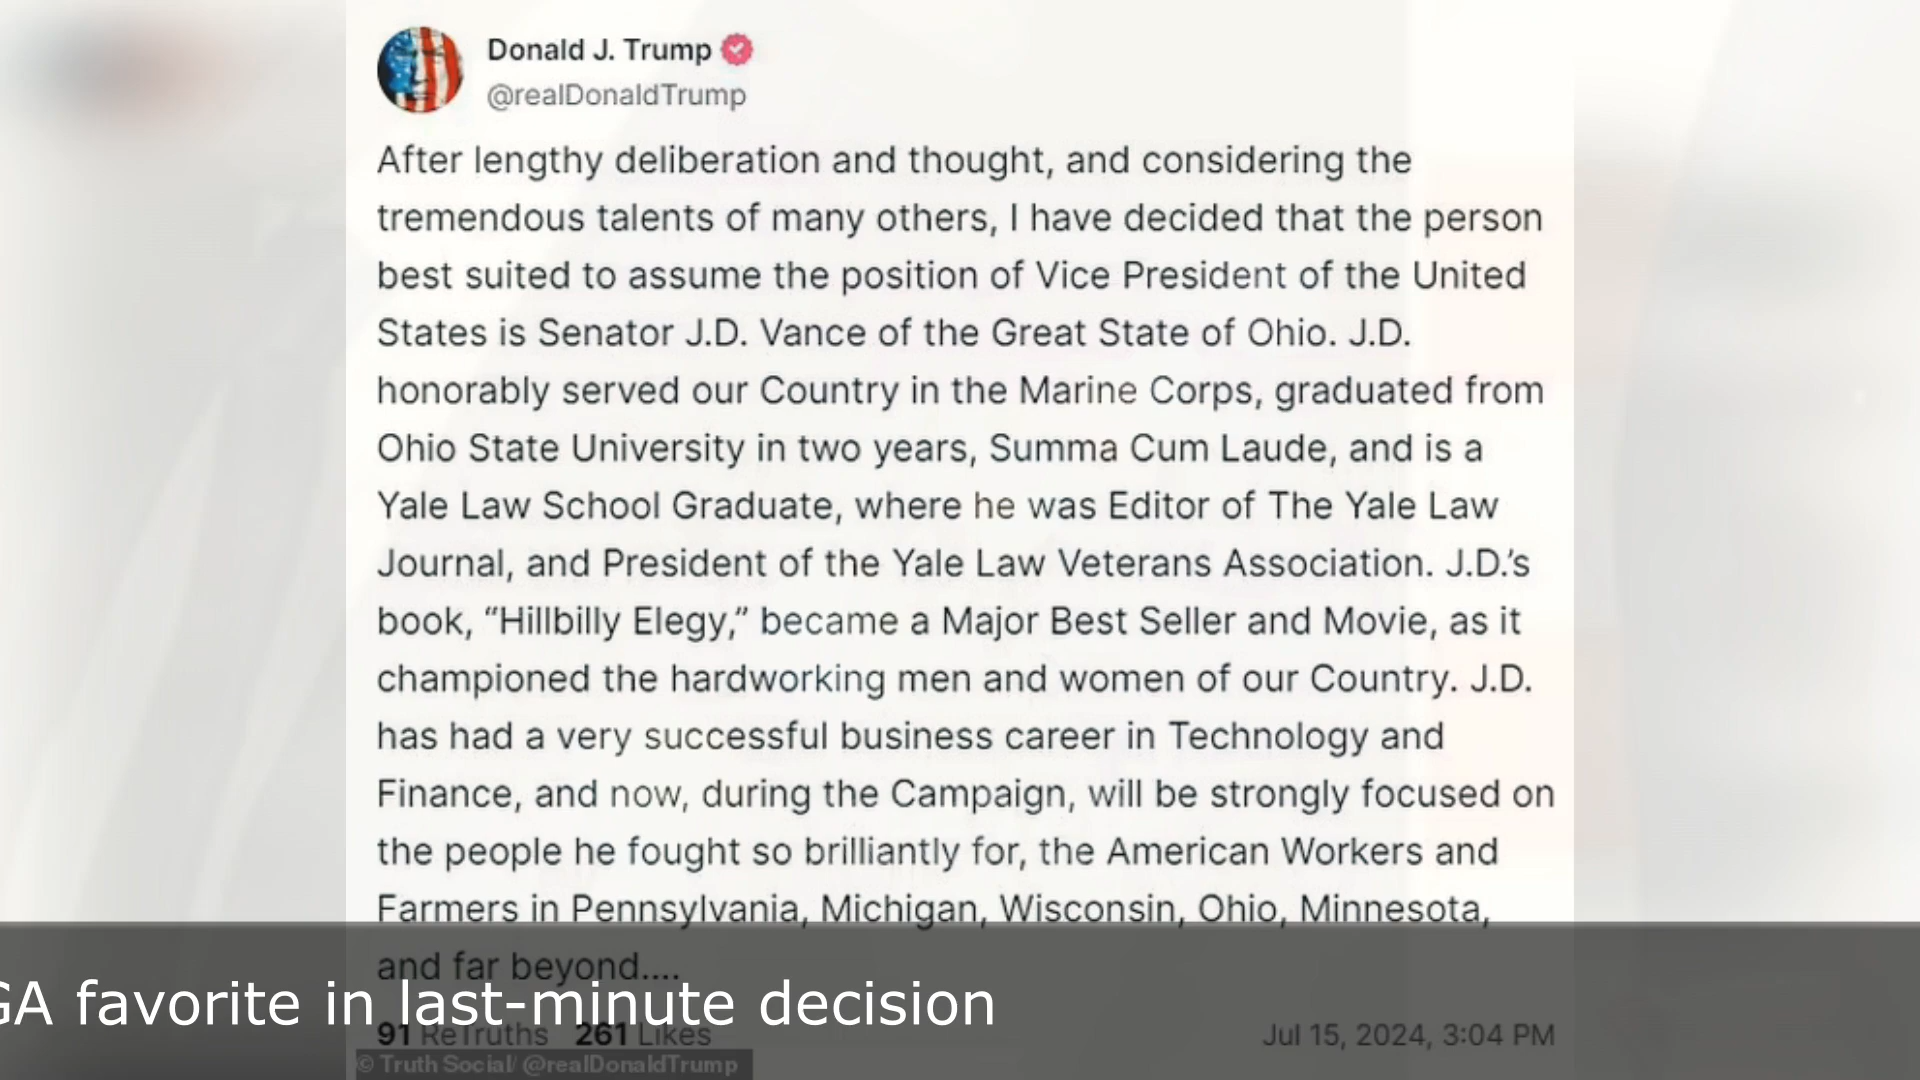 Donald J. Trump
@realDonaldTrump
After lengthy deliberation and thought, and considering the
tremendous talents of many others, I have decided that the person
best suited to assume the position of Vice President of the United
States is Senator J.D. Vance of the Great State of Ohio. J.D.
honorably served our Country in the Marine Corps, graduated from
Ohio State University in two years, Summa Cum Laude, and is a
Yale Law School Graduate, where he was Editor of The Yale Law
Journal, and President of the Yale Law Veterans Association. J.D.’s
book, “Hillbilly Elegy,” became a Major Best Seller and Movie, as it
championed the hardworking men and women of our Country. J.D.
has had a very successful business career in Technology and
Finance, and now, during the Campaign, will be strongly focused on
the people he fought so brilliantly for, the American Workers and
Farmers in Pennsylvania, Michigan, Wisconsin, Ohio, Minnesota,
and far beyond....
favorite in last-minute decision
91 ReTruths 261 Likes Jul 15, 2024, 3:04 PM
© Truth Social/ @realDonaldTrump